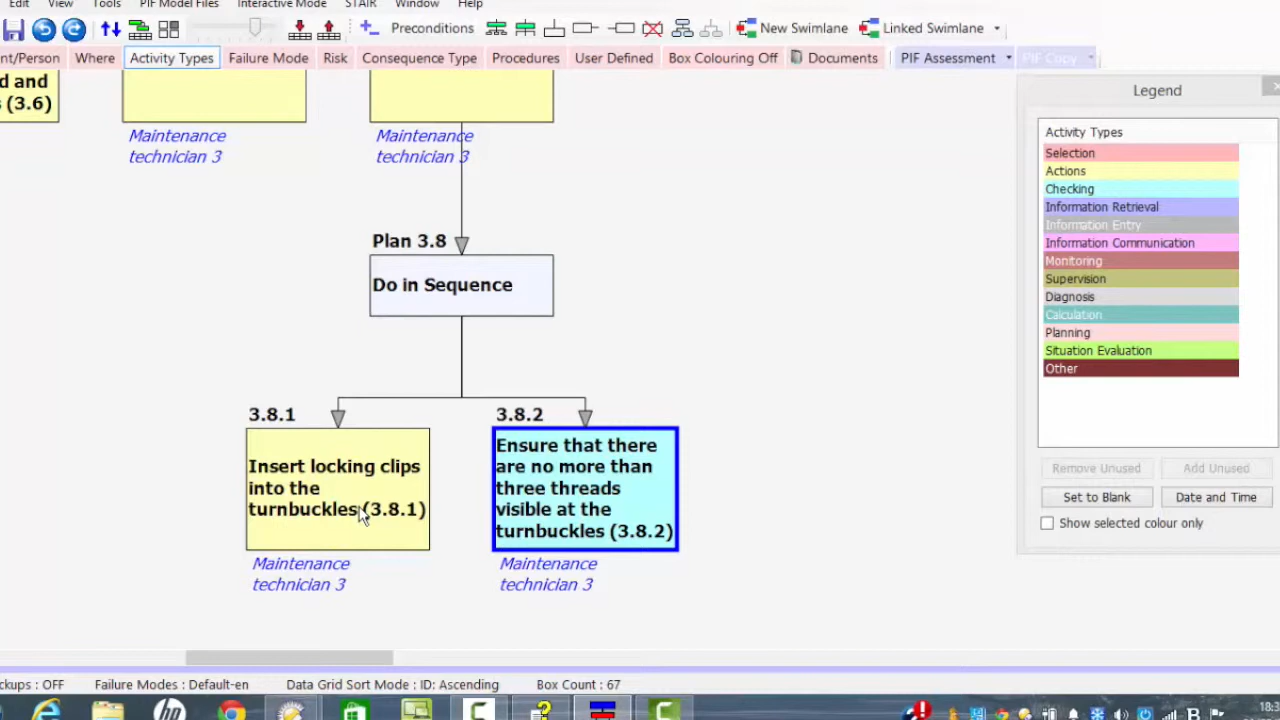 Edit View Tools PIF Model Files Interactive Mode STAIR Window Help
Preconditions New Swimlane Linked Swimlane
nt/Person Where Activity Types Failure Mode Risk Consequence Type Procedures User Defined Box Colouring Off Documents PIF Assessment PIF Copy
d and
s (3.6)
Maintenance
technician 3
Maintenance
technician 3
Plan 3.8
Do in Sequence
3.8.1
Insert locking clips
into the
turnbuckles (3.8.1)
Maintenance
technician 3
3.8.2
Ensure that there
are no more than
three threads
visible at the
turnbuckles (3.8.2)
Maintenance
technician 3
Legend
Activity Types
Selection
Actions
Checking
Information Retrieval
Information Entry
Information Communication
Monitoring
Supervision
Diagnosis
Calculation
Planning
Situation Evaluation
Other
Remove Unused Add Unused
Set to Blank Date and Time
Show selected colour only
ckups : OFF Failure Modes : Default-en Data Grid Sort Mode : ID: Ascending Box Count : 67
hp
18:3